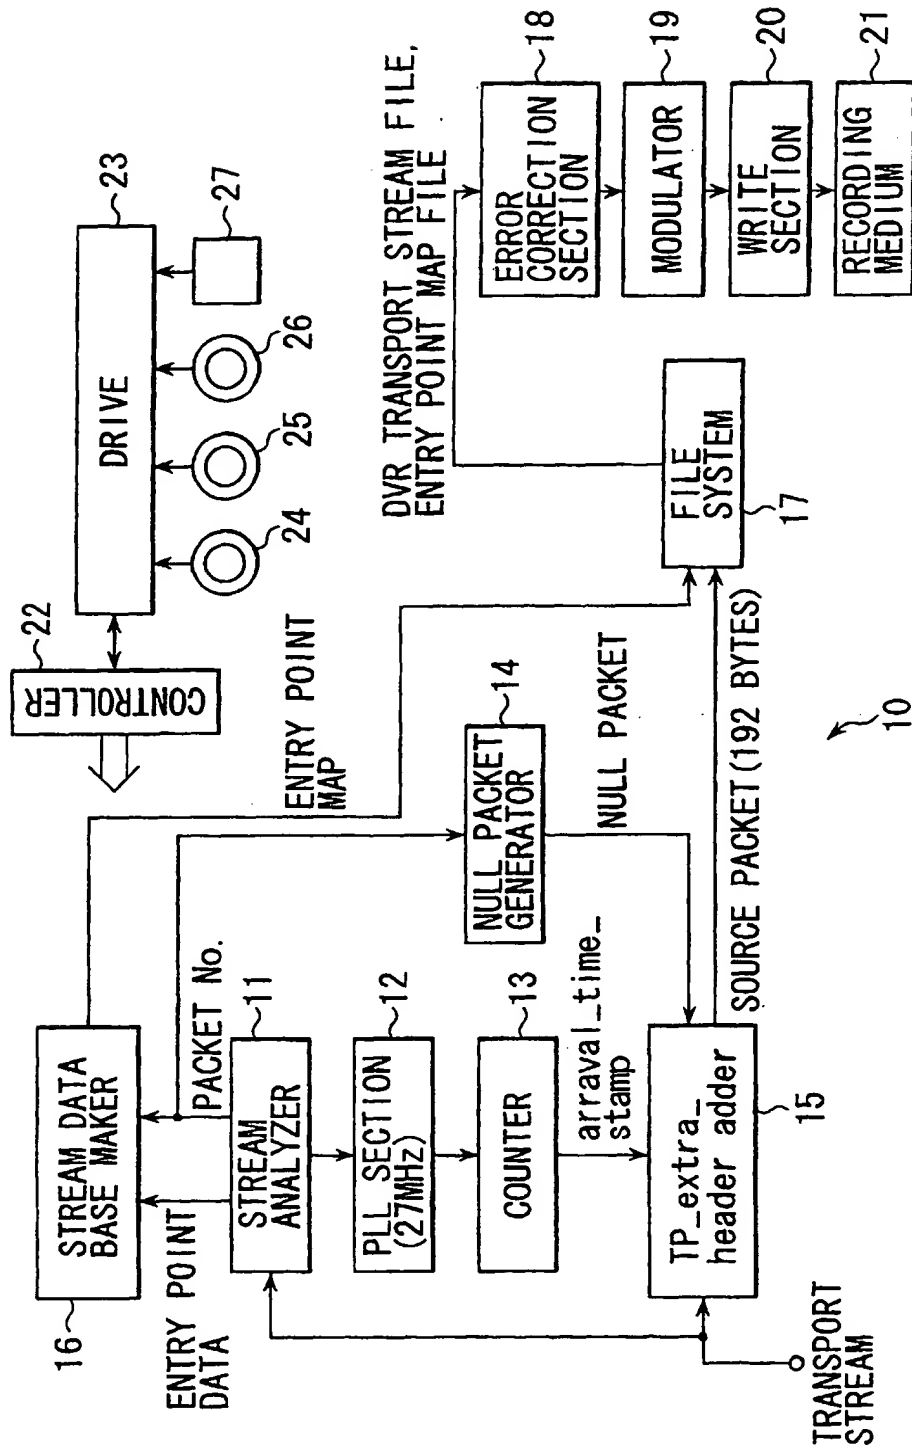 22
CONTROLLER
23
DRIVE
24
25
26
27
16
STREAM DATA
BASE MAKER
ENTRY POINT
DATA
PACKET No.
ENTRY POINT
MAP
STREAM
ANALYZER
11
PLL SECTION
(27MHz)
12
COUNTER
13
arraval_time_
stamp
NULL PACKET
GENERATOR
14
NULL PACKET
TP_extra_
header adder
15
TRANSPORT
STREAM
SOURCE PACKET(192 BYTES)
FILE
SYSTEM
17
DVR TRANSPORT STREAM FILE,
ENTRY POINT MAP FILE
ERROR
CORRECTION
SECTION
18
MODULATOR
19
WRITE
SECTION
20
RECORDING
MEDIUM
21
10